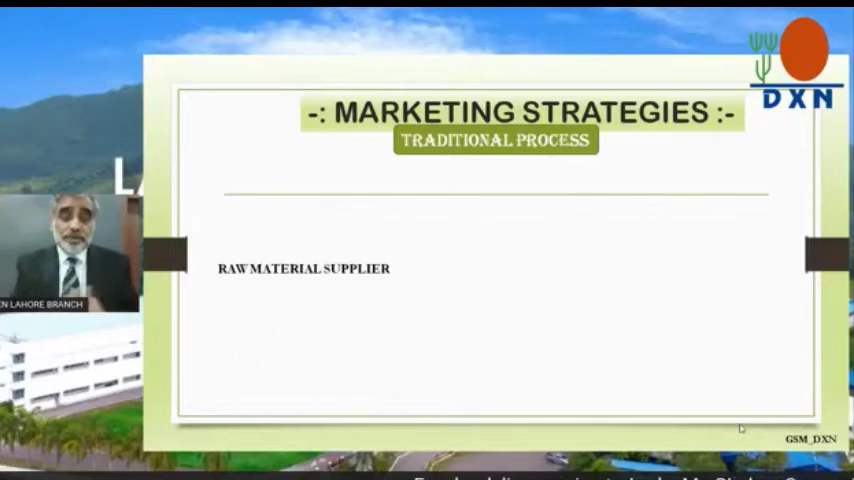 DXN
-: MARKETING STRATEGIES :-
TRADITIONAL PROCESS
RAW MATERIAL SUPPLIER
LAHORE BRANCH
GSM_DXN